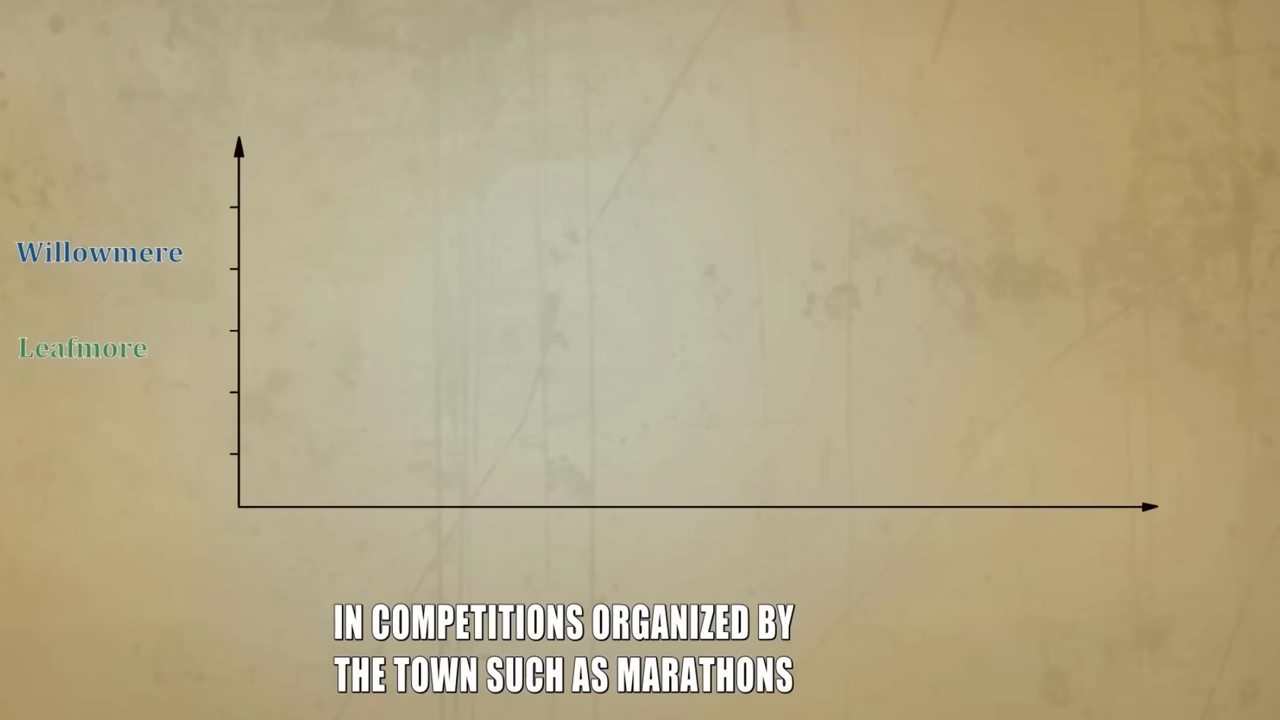 Willowmere
Leafmore
IN COMPETITIONS ORGANIZED BY
THE TOWN SUCH AS MARATHONS